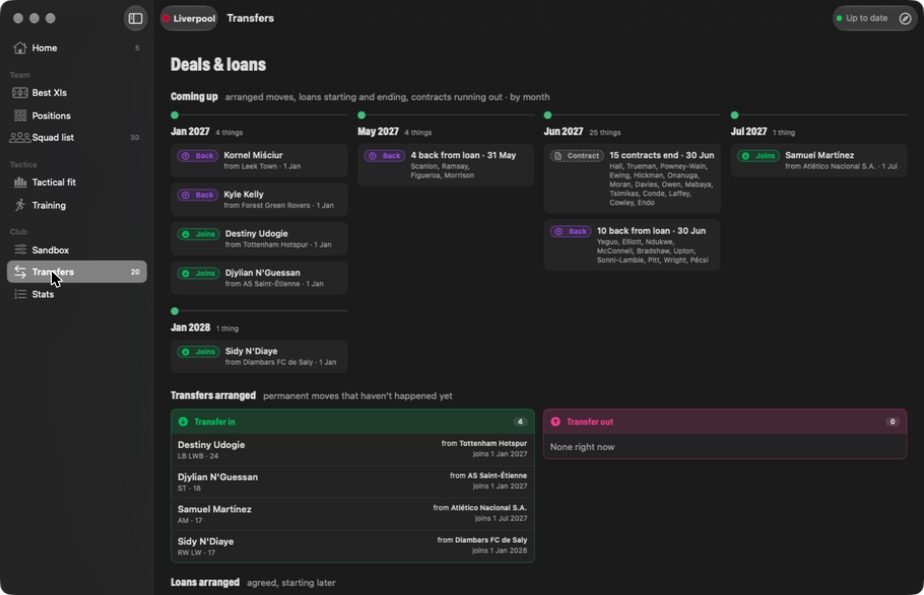 Liverpool
Transfers
Up to date
Home 5
Team
Best XIs
Positions
Squad list 30
Tactic
Tactical fit
Training
Club
Sandbox
Transfers 20
Stats
Deals & loans
Coming up arranged moves, loans starting and ending, contracts running out · by month
Jan 2027 4 things
Back Kornel Miściur
from Leek Town · 1 Jan
Back Kyle Kelly
from Forest Green Rovers · 1 Jan
Joins Destiny Udogie
from Tottenham Hotspur · 1 Jan
Joins Djylian N'Guessan
from AS Saint-Étienne · 1 Jan
May 2027 4 things
Back 4 back from loan · 31 May
Scanlon, Ramsay,
Figueroa, Morrison
Jun 2027 25 things
Contract 15 contracts end · 30 Jun
Hall, Trueman, Powney-Wain,
Ewing, Hickman, Onanuga,
Moran, Davies, Owen, Mabaya,
Tsimikas, Conde, Laffey,
Cowley, Endo
Back 10 back from loan · 30 Jun
Yeguo, Elliott, Ndukwe,
McConnell, Bradshaw, Upton,
Sonni-Lambie, Pitt, Wright, Pécsi
Jul 2027 1 thing
Joins Samuel Martínez
from Atlético Nacional S.A. · 1 Jul
Jan 2028 1 thing
Joins Sidy N'Diaye
from Diambars FC de Saly · 1 Jan
Transfers arranged permanent moves that haven't happened yet
Transfer in 4
Destiny Udogie from Tottenham Hotspur
LB LWB · 24 joins 1 Jan 2027
Djylian N'Guessan from AS Saint-Étienne
ST · 18 joins 1 Jan 2027
Samuel Martínez from Atlético Nacional S.A.
AM · 17 joins 1 Jul 2027
Sidy N'Diaye from Diambars FC de Saly
RW LW · 17 joins 1 Jan 2028
Transfer out 0
None right now
Loans arranged agreed, starting later